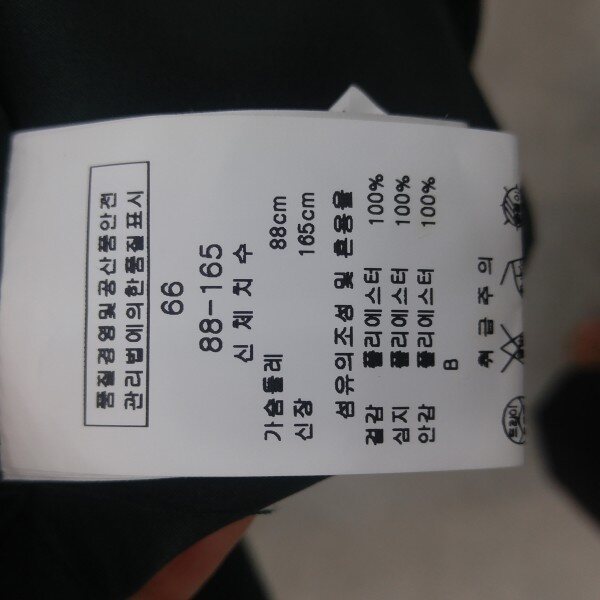 품질경영및공산품안전
관리법에의한품질표시
66
88-165
신체치수
가슴둘레 88cm
신장 165cm
섬유의조성 및 혼용율
겉감 폴리에스터 100%
심지 폴리에스터 100%
안감 폴리에스터 100%
B
취급주의
드라이